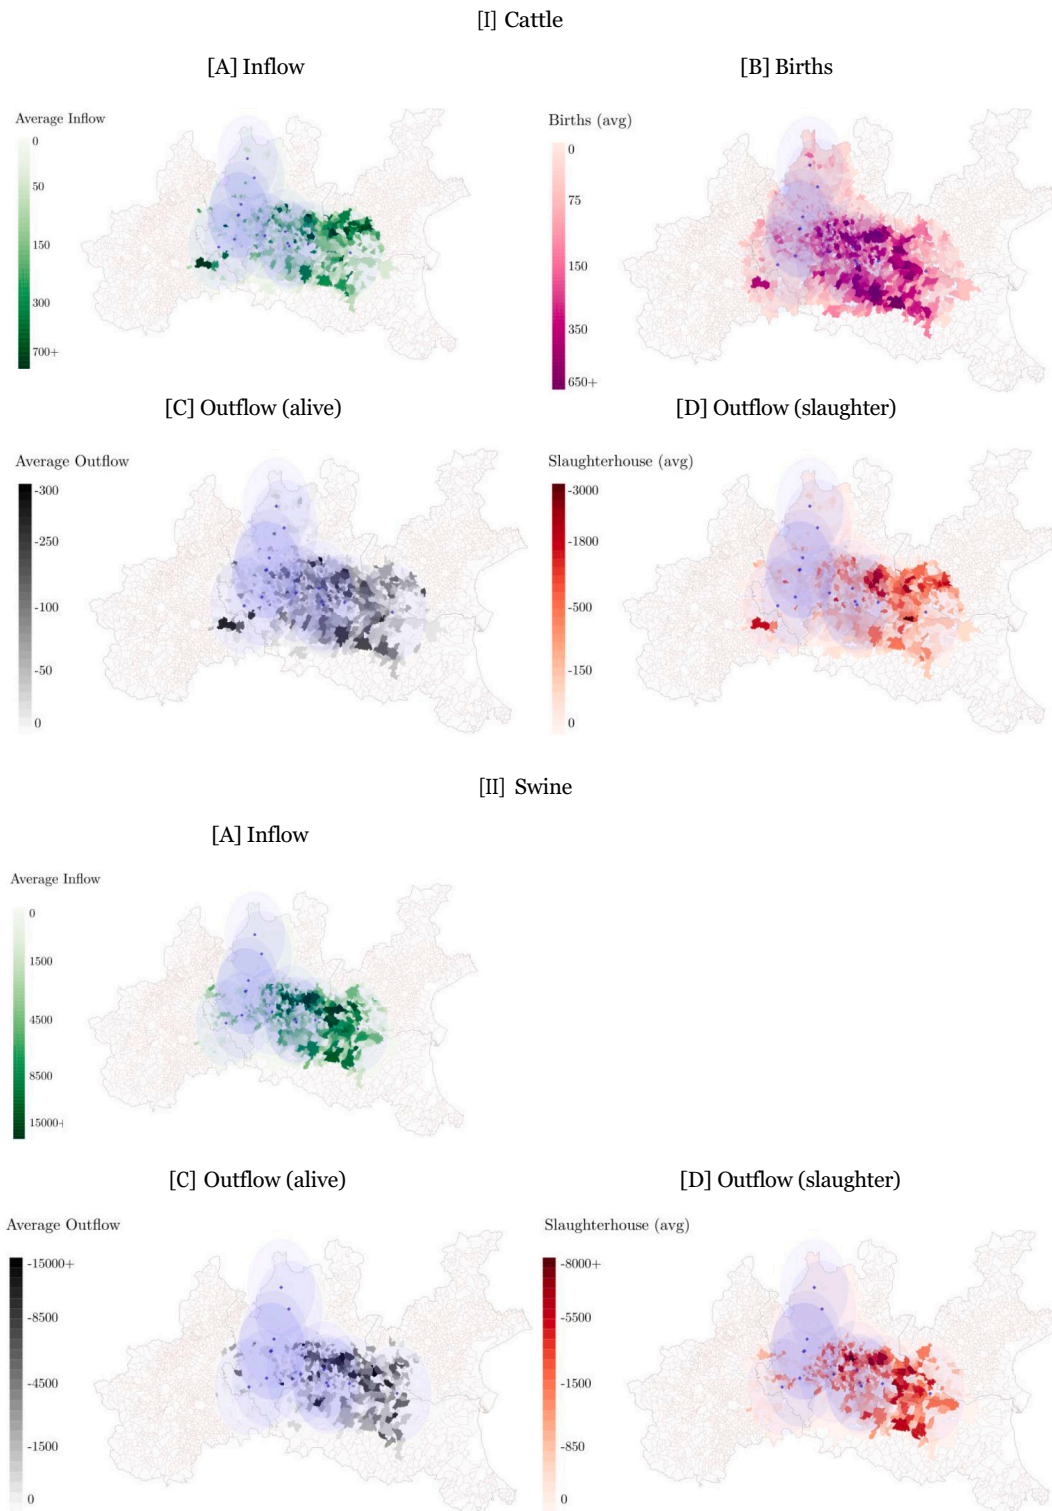 [I] Cattle
[A] Inflow
[B] Births
Average Inflow
0
50
150
300
700+
Births (avg)
0
75
150
350
650+
[C] Outflow (alive)
[D] Outflow (slaughter)
Average Outflow
-300
-250
-100
-50
0
Slaughterhouse (avg)
-3000
-1800
-500
-150
0
[II] Swine
[A] Inflow
Average Inflow
0
1500
4500
8500
15000+
[C] Outflow (alive)
[D] Outflow (slaughter)
Average Outflow
-15000+
-8500
-4500
-1500
0
Slaughterhouse (avg)
-8000+
-5500
-1500
-850
0